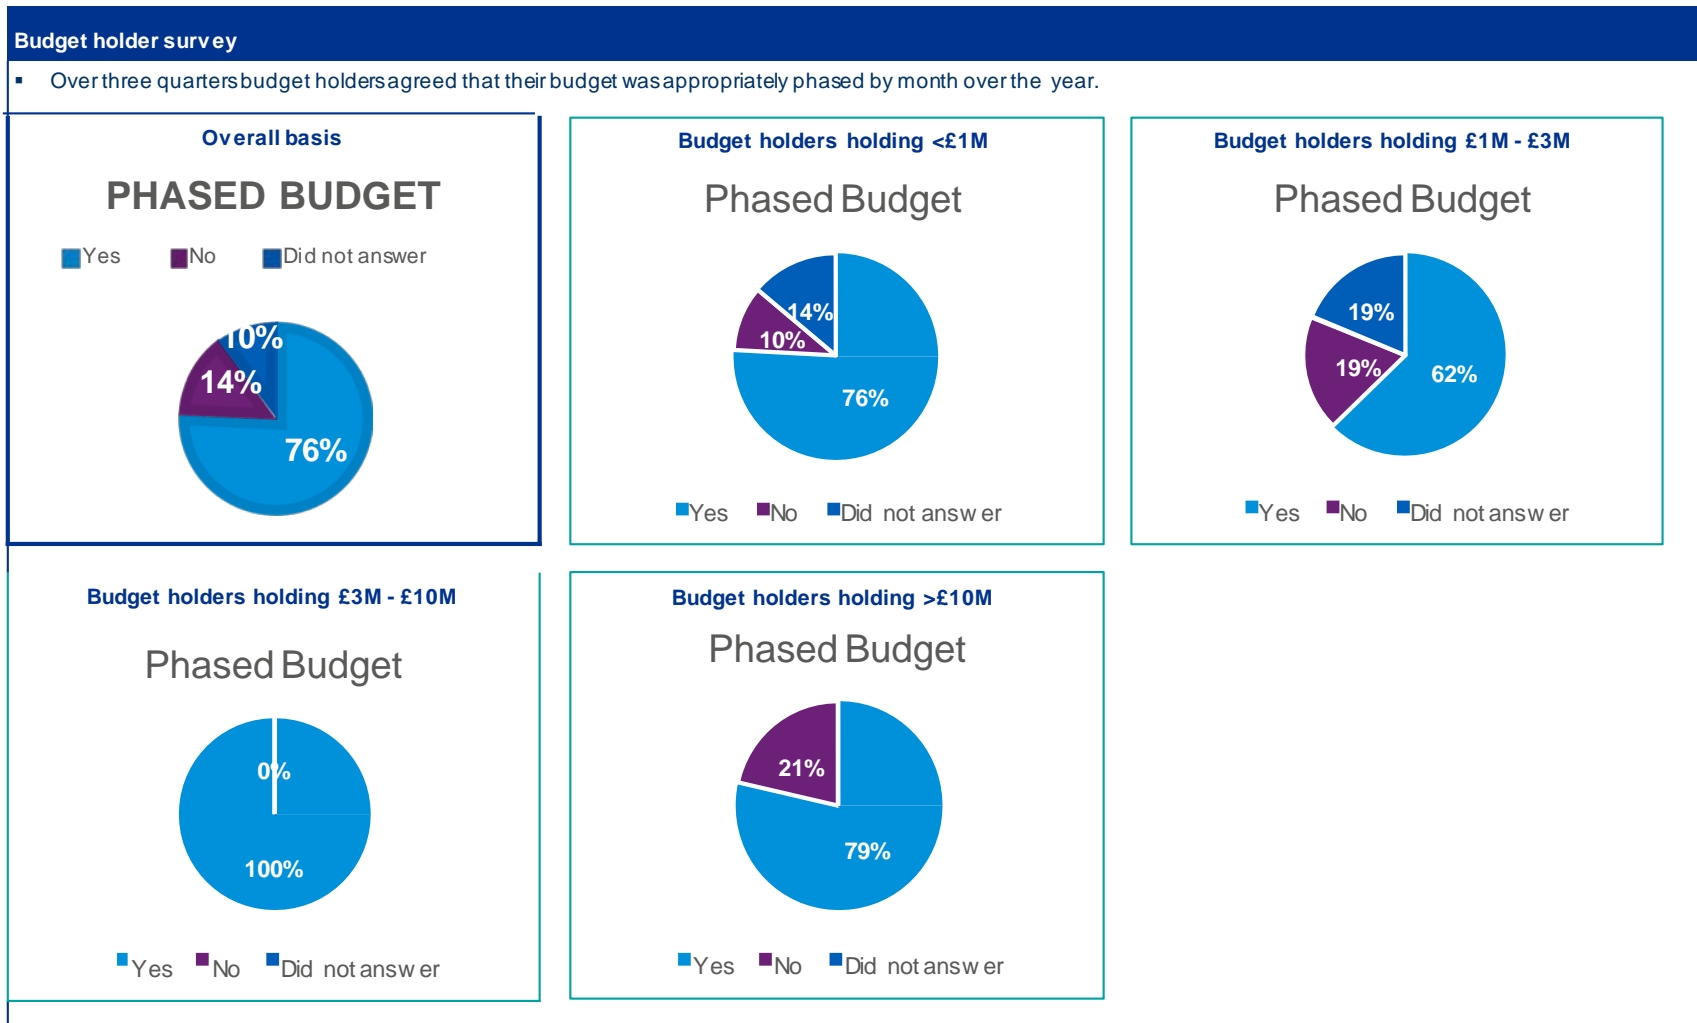 Budget holder survey
▪ Over three quarters budget holders agreed that their budget was appropriately phased by month over the year.
Overall basis
PHASED BUDGET
Yes No Did not answer
10%
14%
76%
Budget holders holding <£1M
Phased Budget
14%
10%
76%
Yes No Did not answer
Budget holders holding £1M - £3M
Phased Budget
19%
19%
62%
Yes No Did not answer
Budget holders holding £3M - £10M
Phased Budget
0%
100%
Yes No Did not answer
Budget holders holding >£10M
Phased Budget
21%
79%
Yes No Did not answer